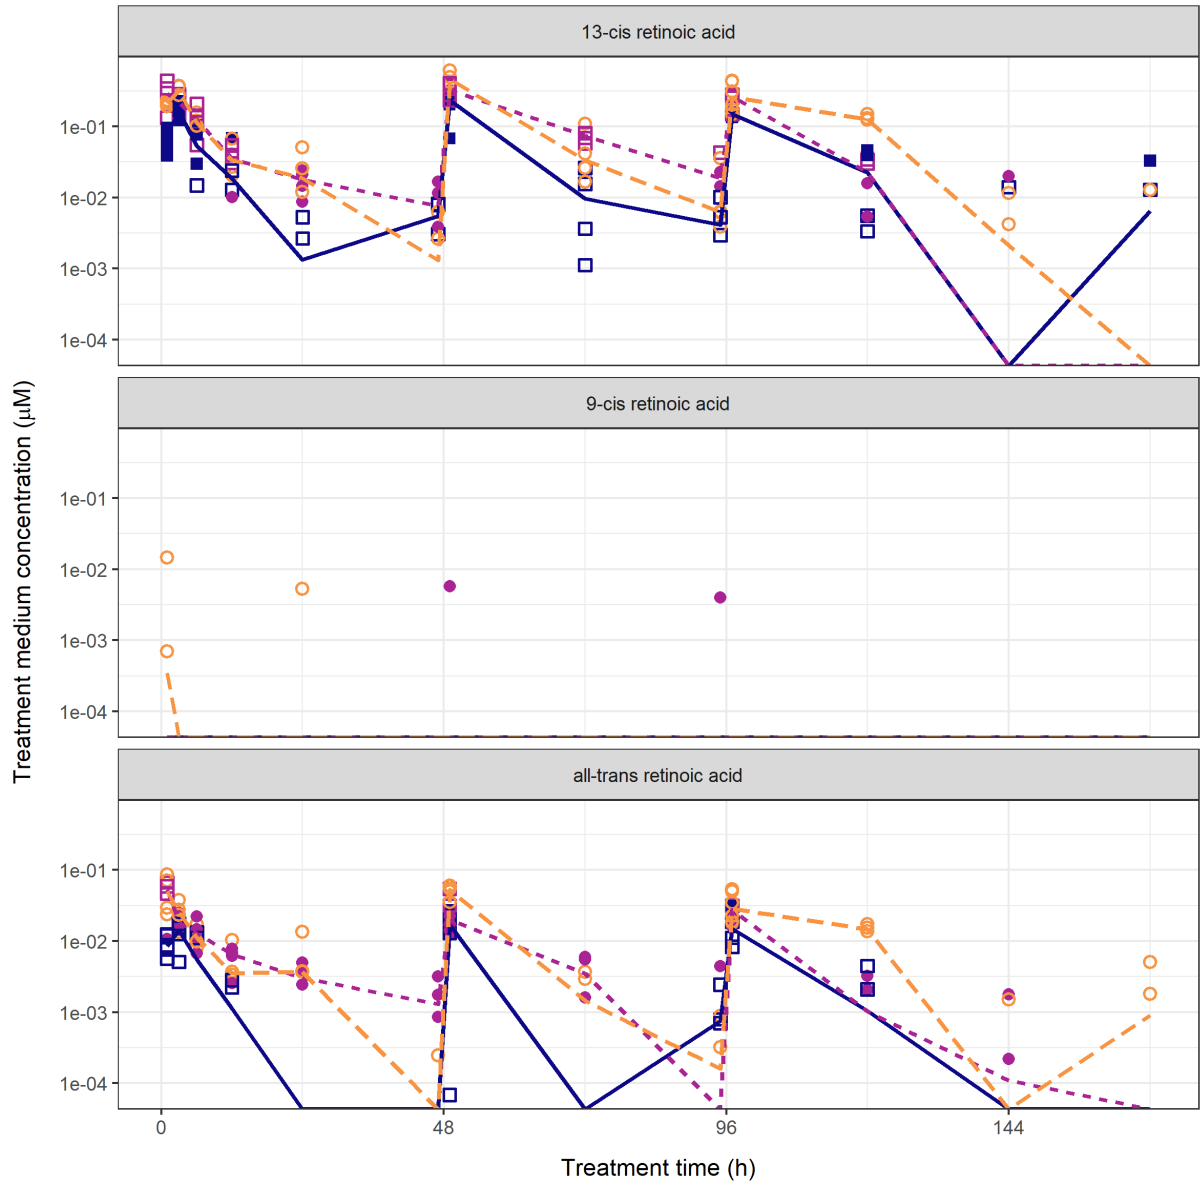 13-cis retinoic acid
1e-01
1e-02
1e-03
1e-04
9-cis retinoic acid
1e-01
1e-02
1e-03
1e-04
all-trans retinoic acid
1e-01
1e-02
1e-03
1e-04
0 48 96 144
Treatment time (h)
Treatment medium concentration (μM)